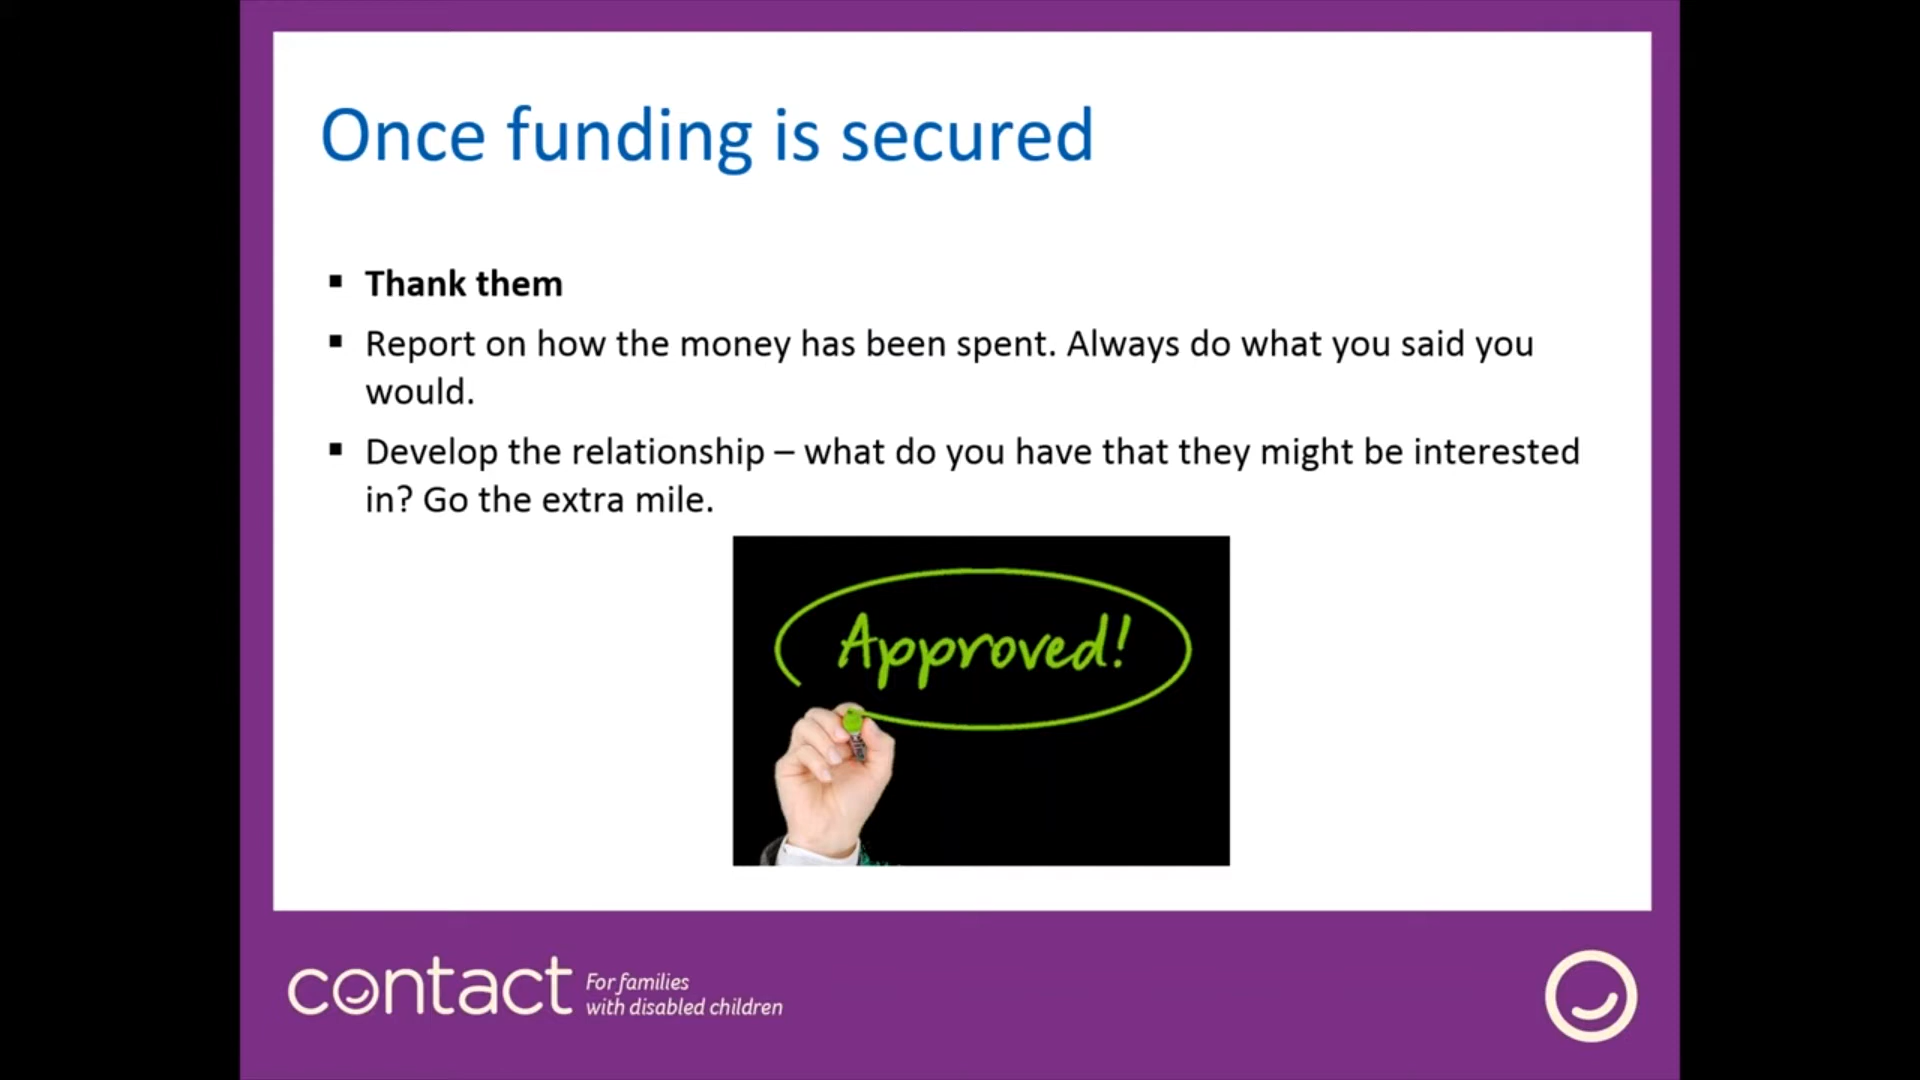 Once funding is secured
▪ Thank them
▪ Report on how the money has been spent. Always do what you said you
would.
▪ Develop the relationship – what do you have that they might be interested
in? Go the extra mile.
Approved!
contact
For families
with disabled children